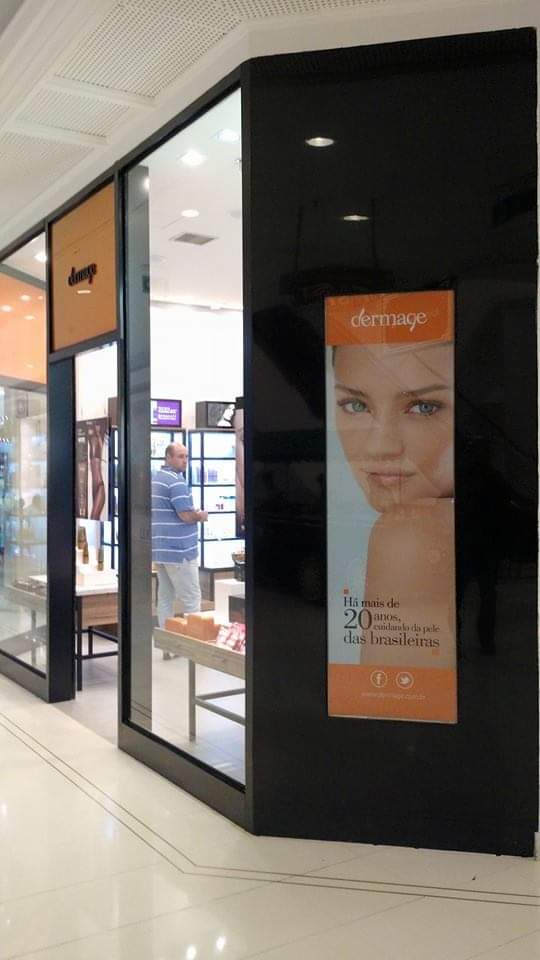 dermage
dermage
Há mais de
20 anos,
cuidando da pele
das brasileiras
www.dermage.com.br